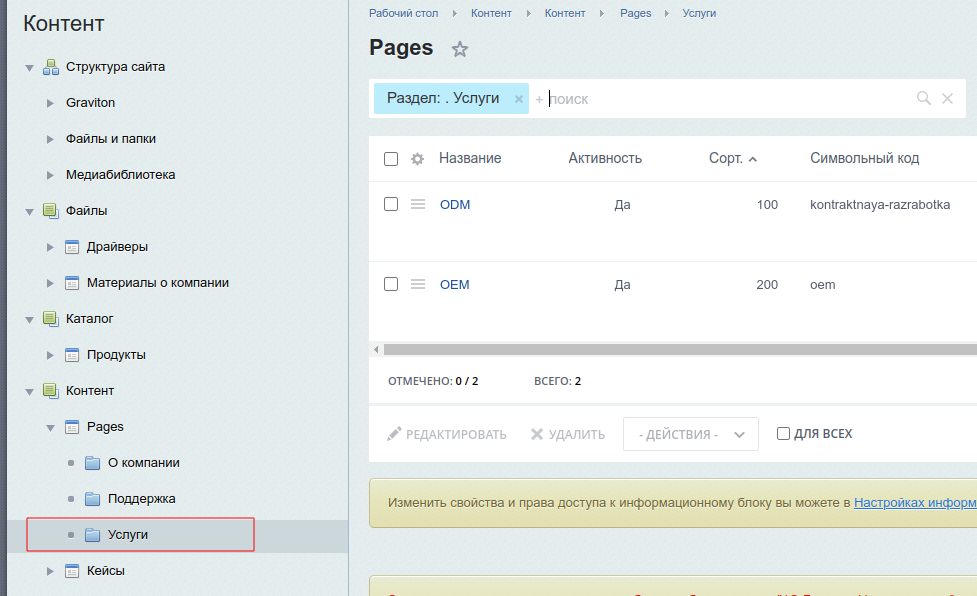 Контент
Структура сайта
Graviton
Файлы и папки
Медиабиблиотека
Файлы
Драйверы
Материалы о компании
Каталог
Продукты
Контент
Pages
О компании
Поддержка
Услуги
Кейсы
Рабочий стол Контент Контент Pages Услуги
Pages
Раздел: . Услуги × + поиск
Название Активность Сорт. Символьный код
ODM Да 100 kontraktnaya-razrabotka
OEM Да 200 oem
ОТМЕЧЕНО: 0 / 2 ВСЕГО: 2
РЕДАКТИРОВАТЬ УДАЛИТЬ - ДЕЙСТВИЯ - ДЛЯ ВСЕХ
Изменить свойства и права доступа к информационному блоку вы можете в Настройках информ